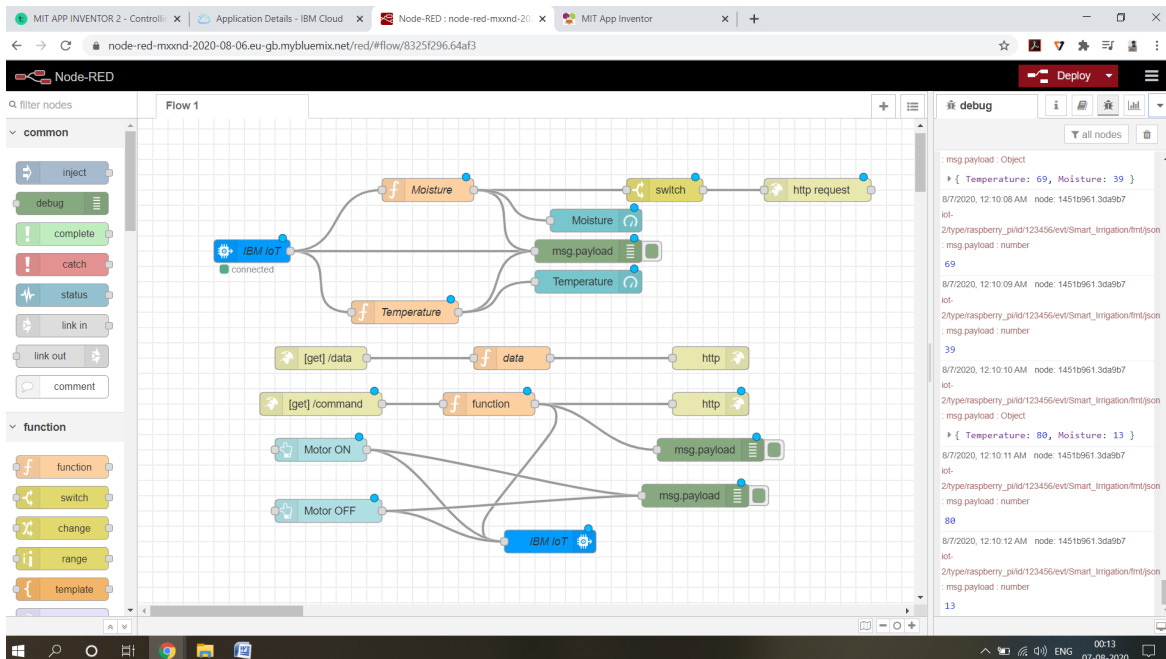 MIT APP INVENTOR 2 - Controllin
Application Details - IBM Cloud
Node-RED : node-red-mxxnd-20
MIT App Inventor
node-red-mxxnd-2020-08-06.eu-gb.mybluemix.net/red/#flow/8325f296.64af3
Node-RED
Deploy
filter nodes
Flow 1
debug
all nodes
common
inject
debug
complete
catch
status
link in
link out
comment
function
function
switch
change
range
template
Moisture
switch
http request
Moisture
IBM IoT
msg.payload
connected
Temperature
Temperature
[get] /data
data
http
[get] /command
function
http
Motor ON
msg.payload
msg.payload
Motor OFF
IBM IoT
: msg.payload : Object
{ Temperature: 69, Moisture: 39 }
8/7/2020, 12:10:08 AM node: 1451b961.3da9b7
iot-
2/type/raspberry_pi/id/123456/evt/Smart_Irrigation/fmt/json
: msg.payload : number
69
8/7/2020, 12:10:09 AM node: 1451b961.3da9b7
iot-
2/type/raspberry_pi/id/123456/evt/Smart_Irrigation/fmt/json
: msg.payload : number
39
8/7/2020, 12:10:10 AM node: 1451b961.3da9b7
iot-
2/type/raspberry_pi/id/123456/evt/Smart_Irrigation/fmt/json
: msg.payload : Object
{ Temperature: 80, Moisture: 13 }
8/7/2020, 12:10:11 AM node: 1451b961.3da9b7
iot-
2/type/raspberry_pi/id/123456/evt/Smart_Irrigation/fmt/json
: msg.payload : number
80
8/7/2020, 12:10:12 AM node: 1451b961.3da9b7
iot-
2/type/raspberry_pi/id/123456/evt/Smart_Irrigation/fmt/json
: msg.payload : number
13
ENG
00:13
07-08-2020